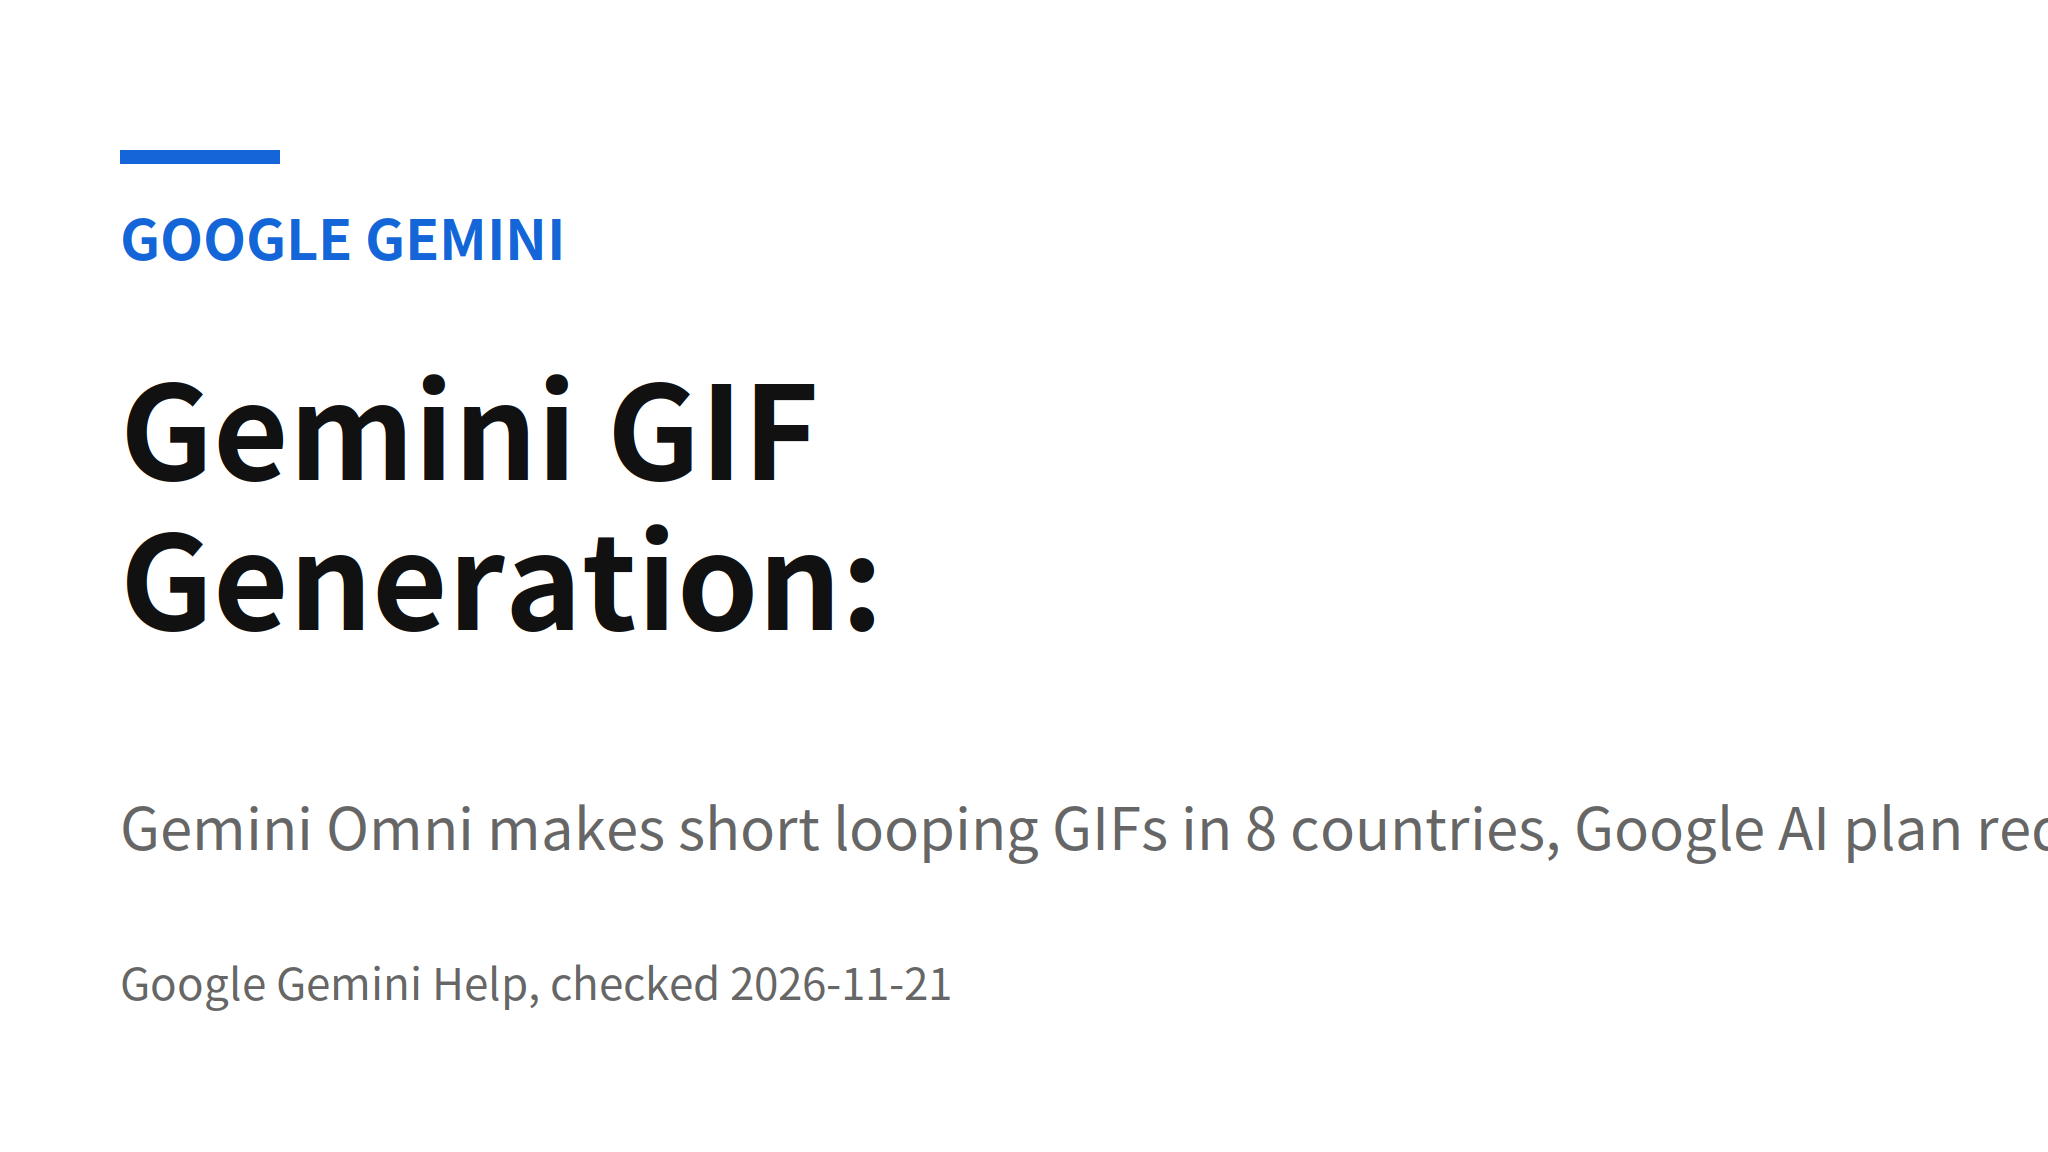 GOOGLE GEMINI
Gemini GIF
Generation:
Gemini Omni makes short looping GIFs in 8 countries, Google AI plan
Google Gemini Help, checked 2026-11-21